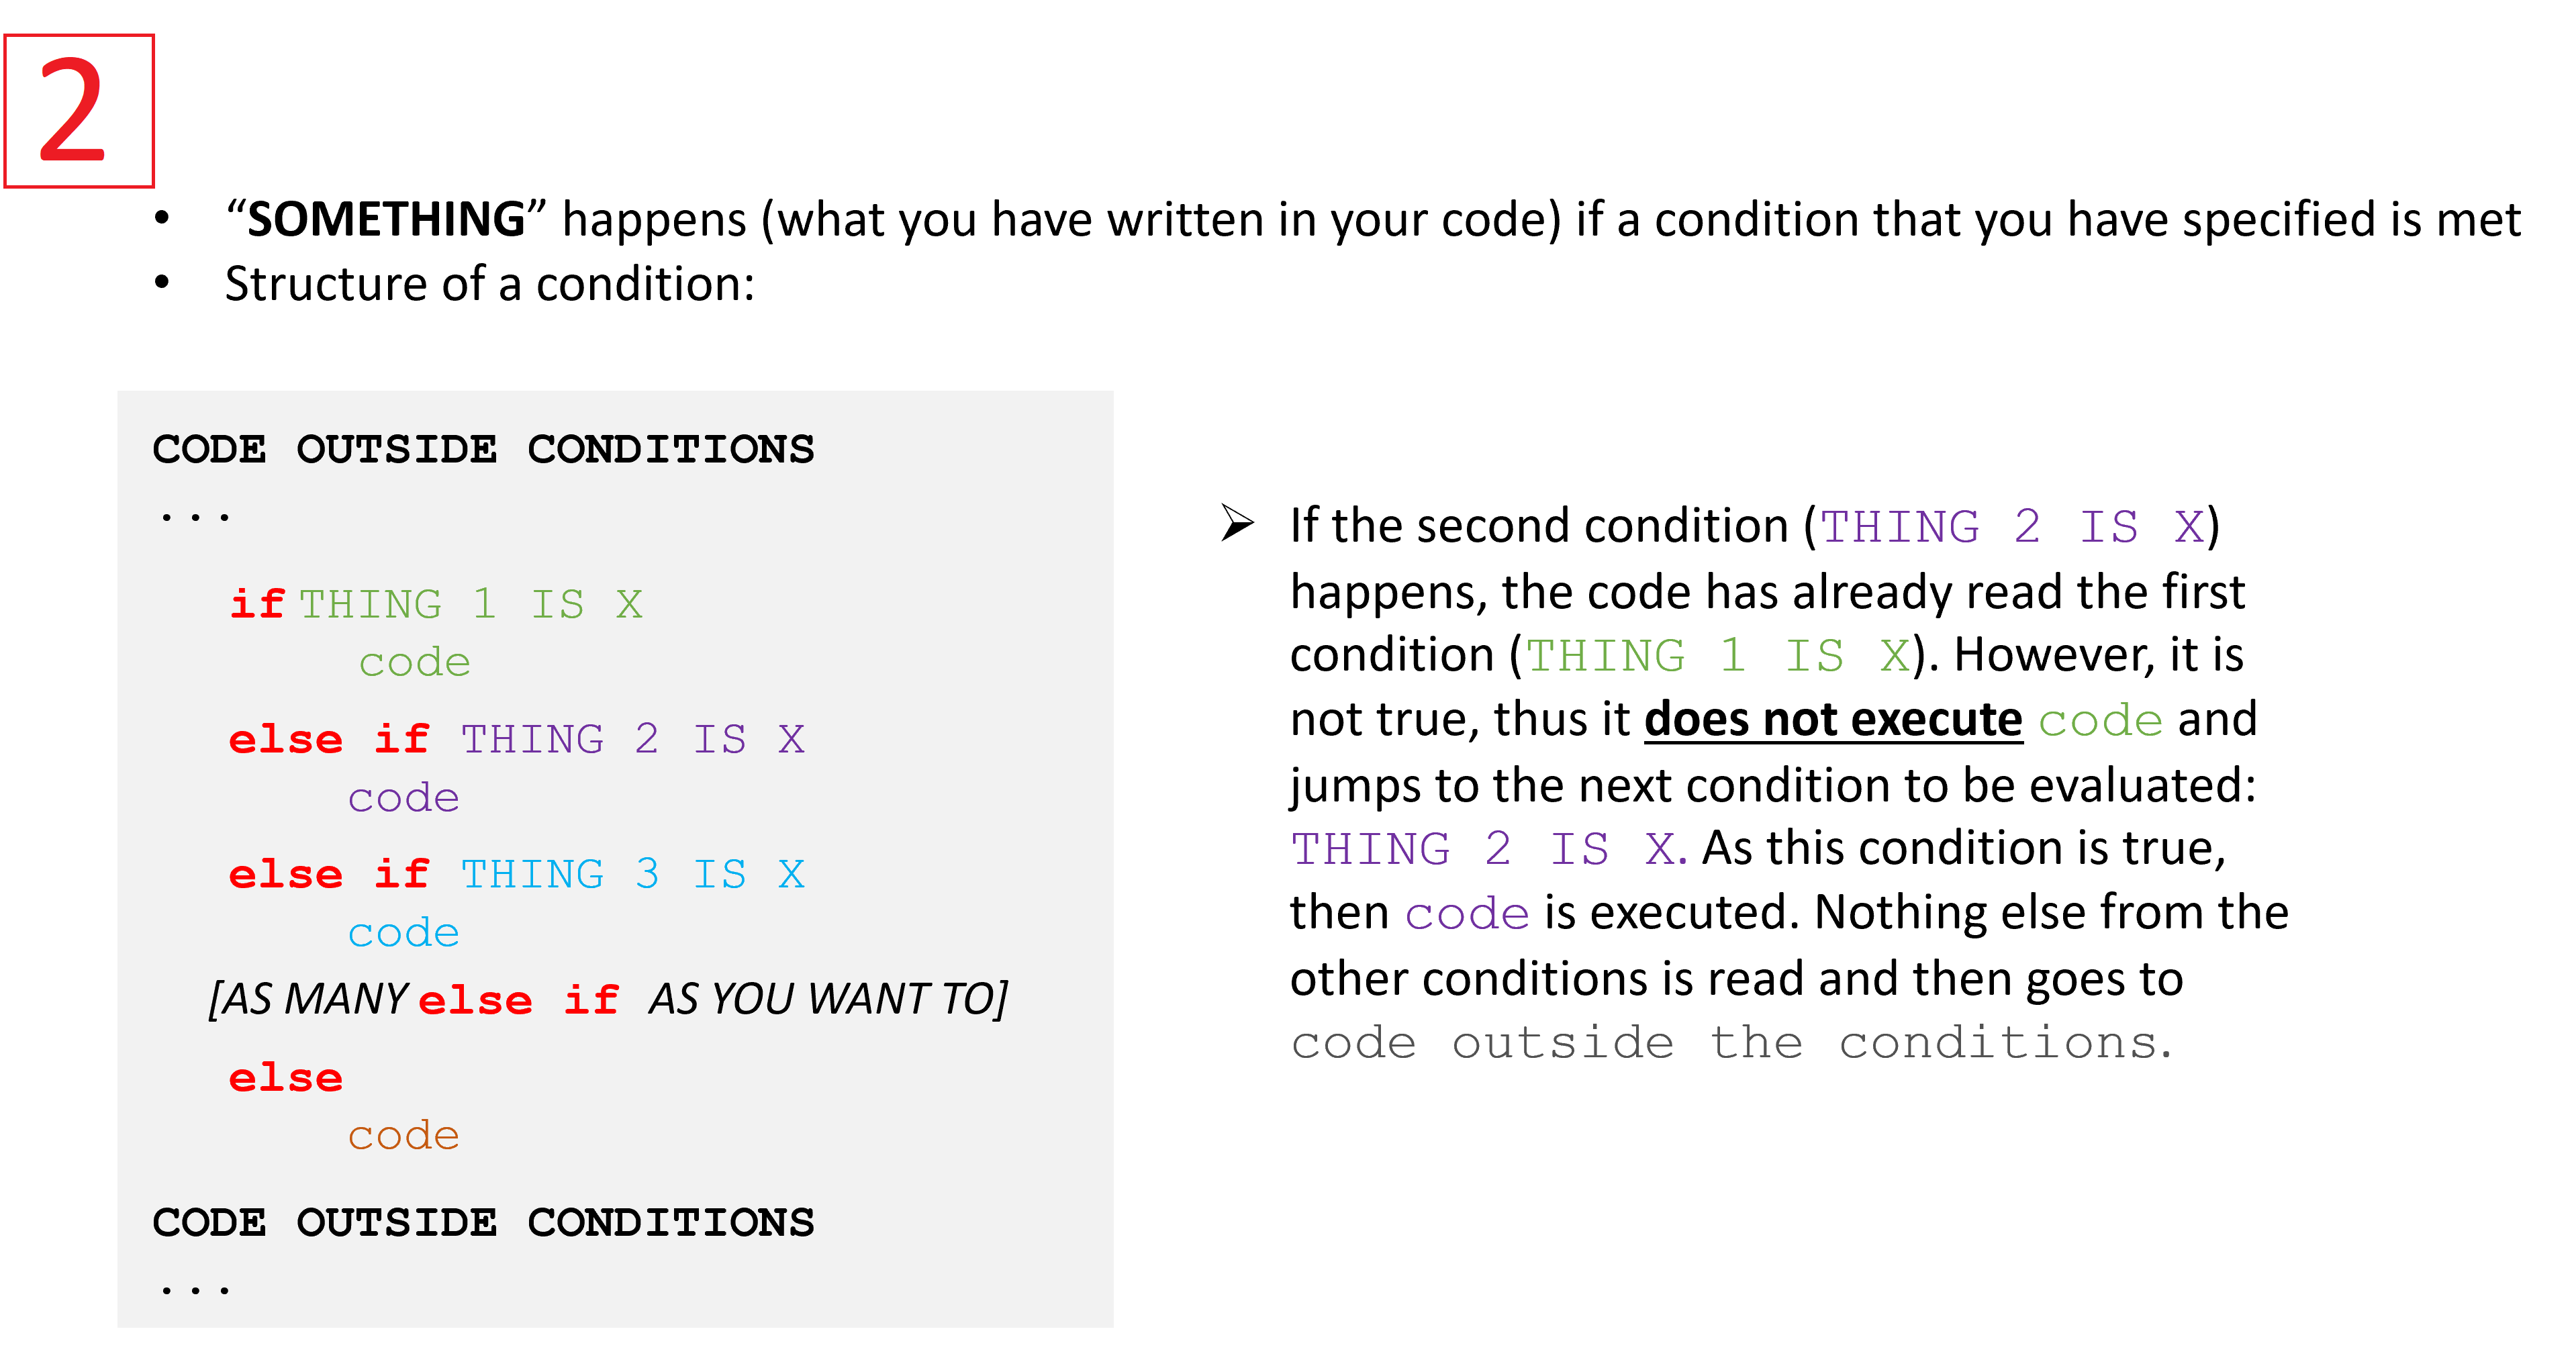 2
• “SOMETHING” happens (what you have written in your code) if a condition that you have specified is met
• Structure of a condition:
CODE OUTSIDE CONDITIONS
...
if THING 1 IS X
code
else if THING 2 IS X
code
else if THING 3 IS X
code
[AS MANY else if AS YOU WANT TO]
else
code
CODE OUTSIDE CONDITIONS
...
➢ If the second condition (THING 2 IS X)
happens, the code has already read the first
condition (THING 1 IS X). However, it is
not true, thus it does not execute code and
jumps to the next condition to be evaluated:
THING 2 IS X. As this condition is true,
then code is executed. Nothing else from the
other conditions is read and then goes to
code outside the conditions.